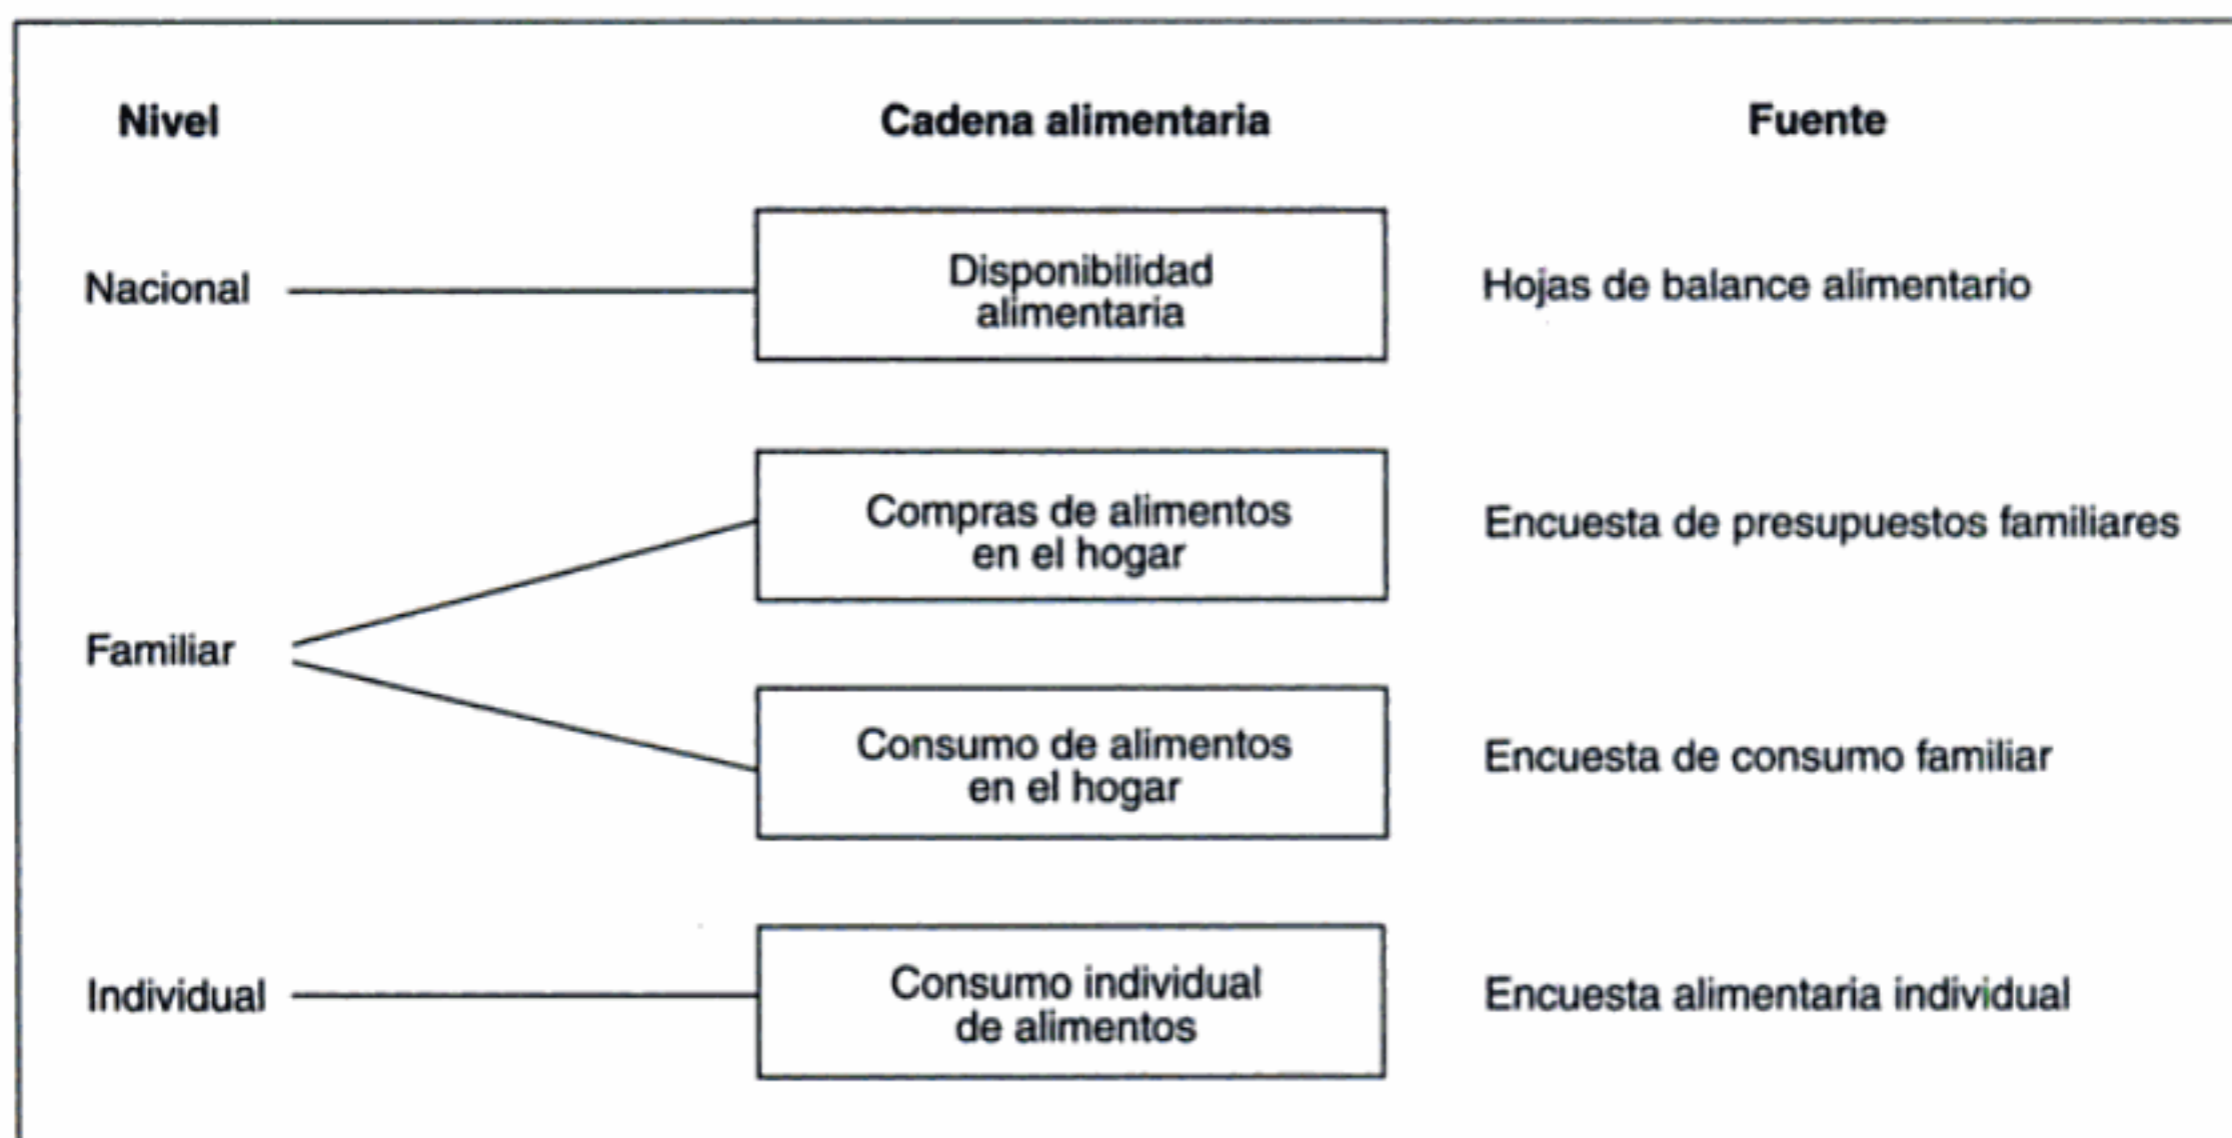 Nivel Cadena alimentaria Fuente
Nacional
Disponibilidad
alimentaria
Hojas de balance alimentario
Familiar
Compras de alimentos
en el hogar
Encuesta de presupuestos familiares
Consumo de alimentos
en el hogar
Encuesta de consumo familiar
Individual
Consumo individual
de alimentos
Encuesta alimentaria individual